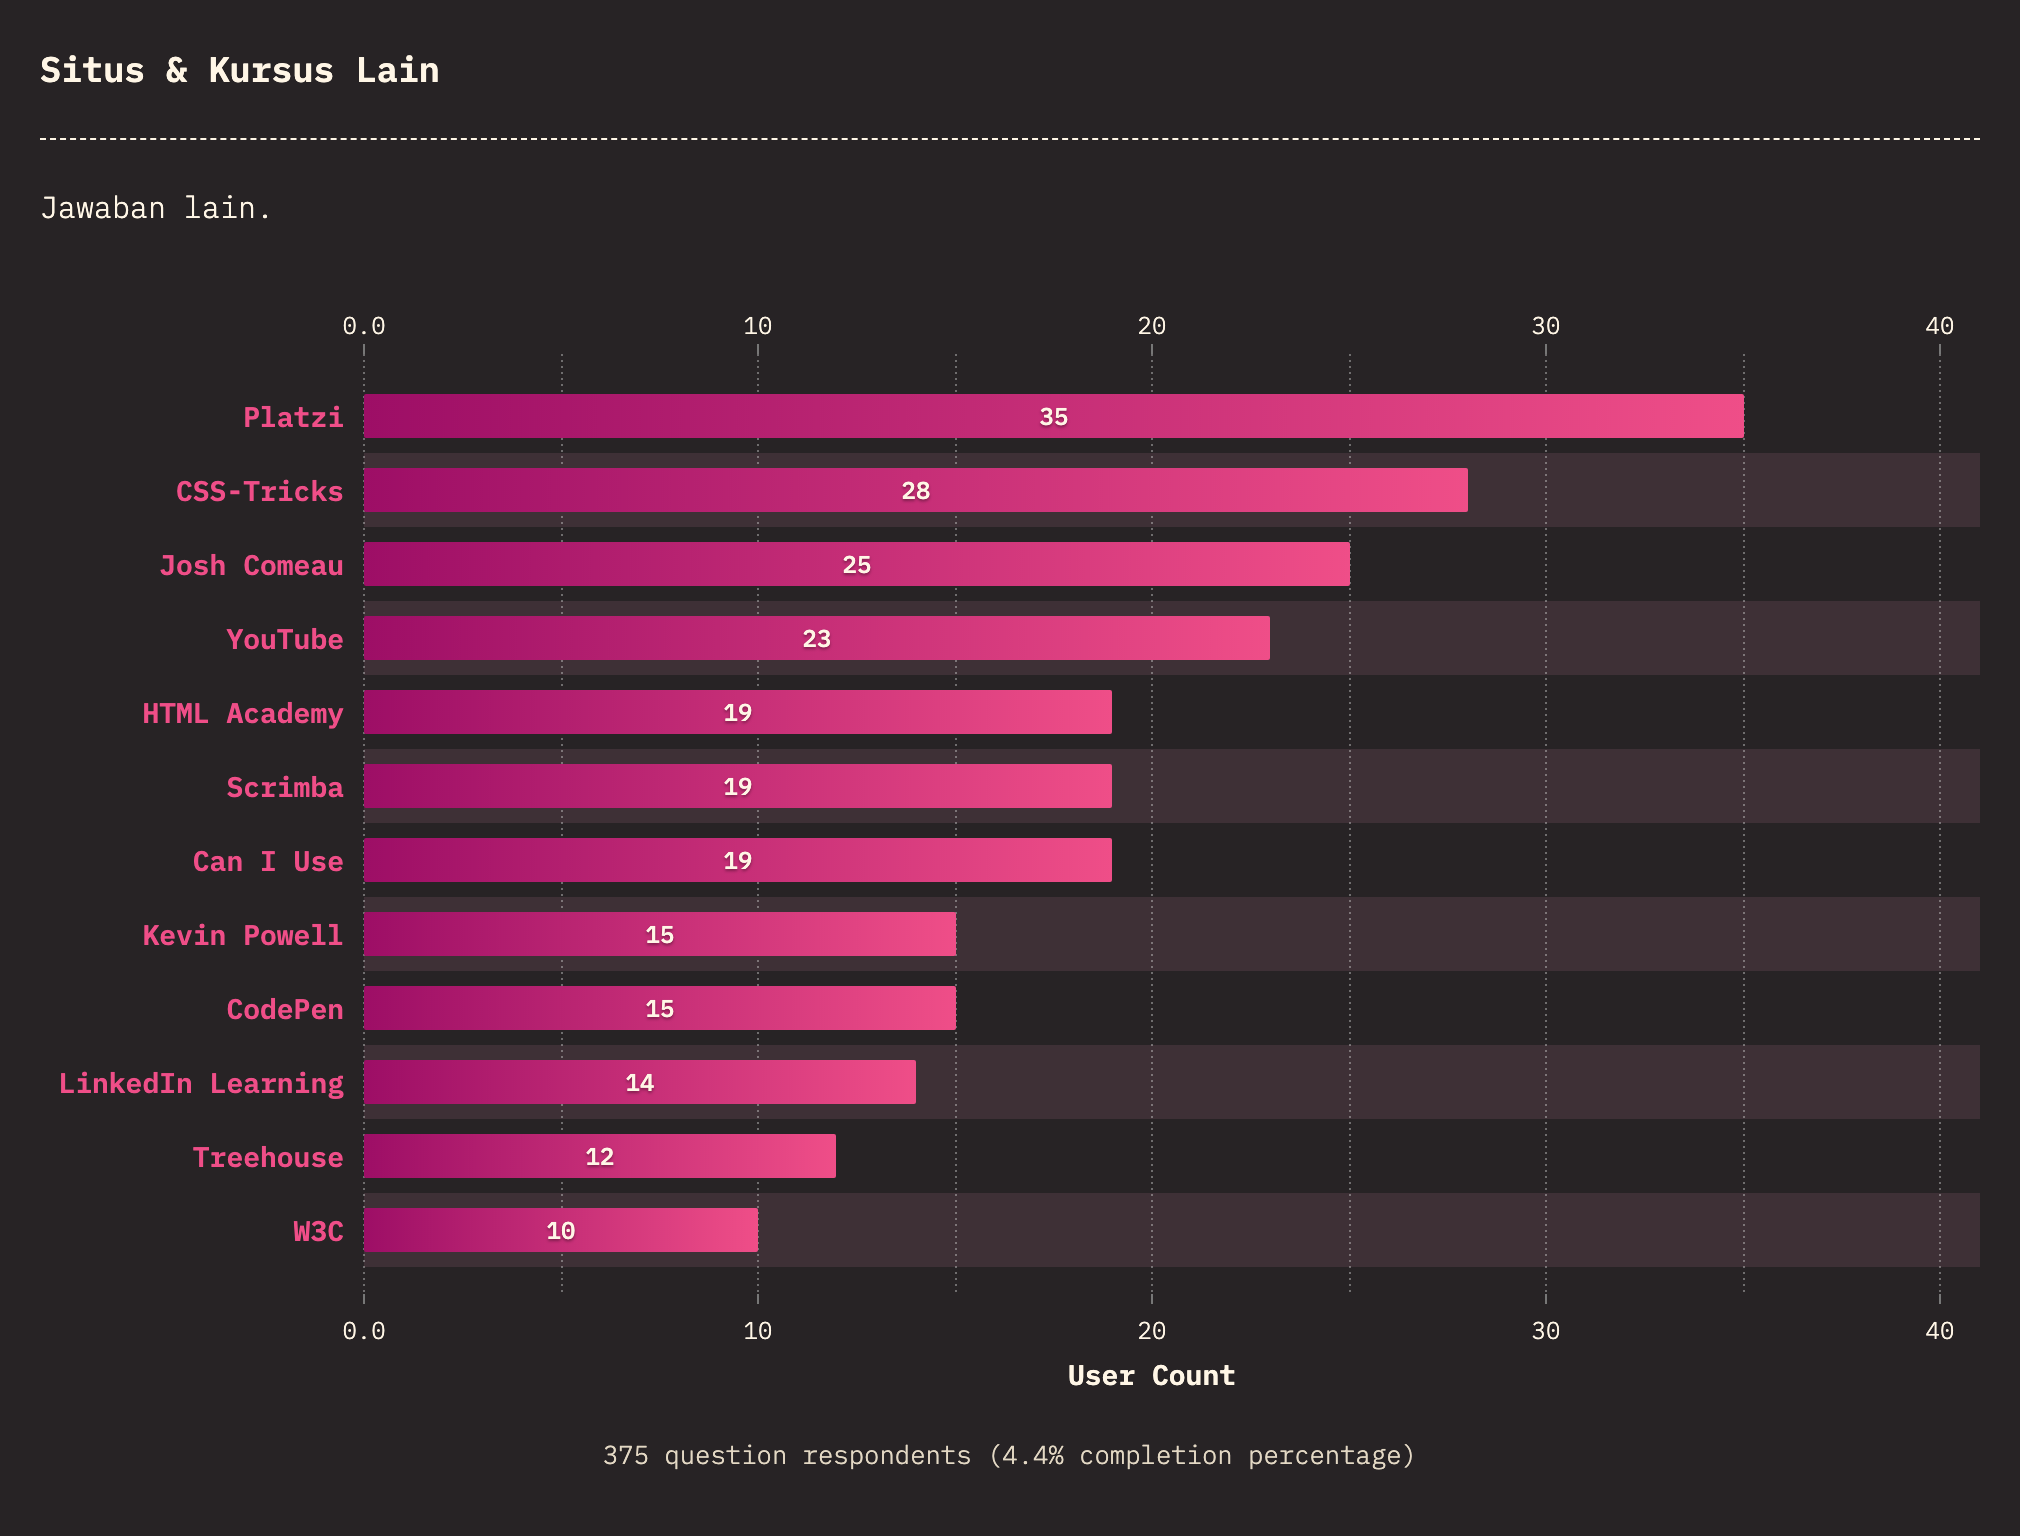 Situs & Kursus Lain
Jawaban lain.
0.0 10 20 30 40
Platzi 35
CSS-Tricks 28
Josh Comeau 25
YouTube 23
HTML Academy 19
Scrimba 19
Can I Use 19
Kevin Powell 15
CodePen 15
LinkedIn Learning 14
Treehouse 12
W3C 10
0.0 10 20 30 40
User Count
375 question respondents (4.4% completion percentage)